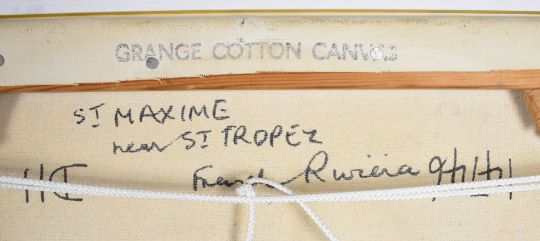 GRANGE COTTON CANVAS
ST MAXIME
near ST TROPEZ
French Riviera